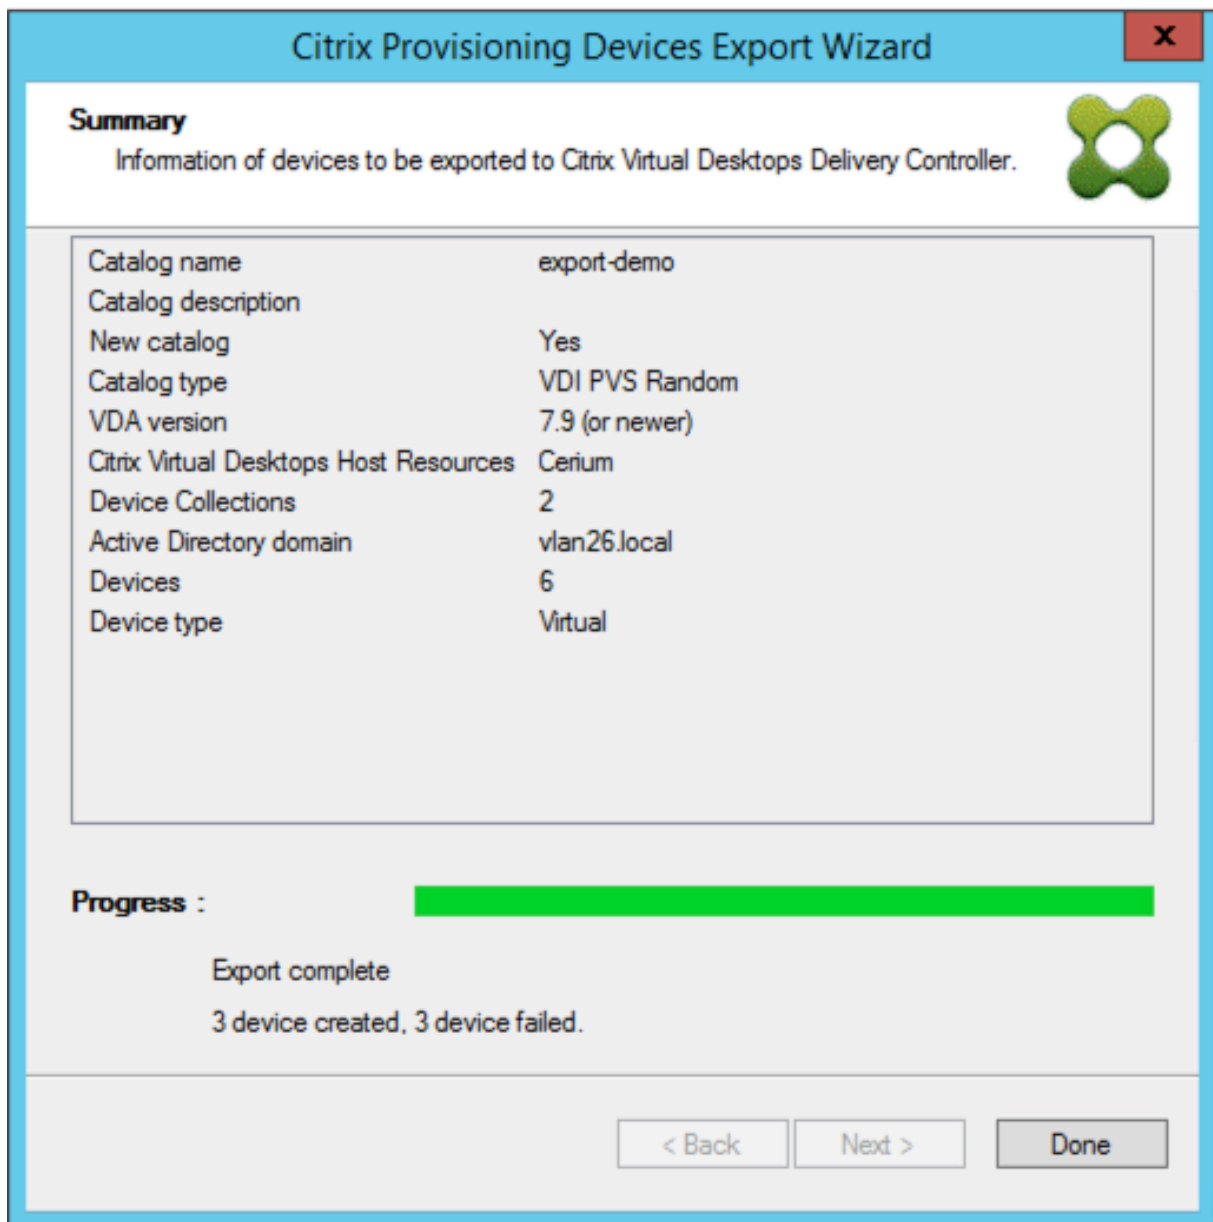 Citrix Provisioning Devices Export Wizard
x
Summary
Information of devices to be exported to Citrix Virtual Desktops Delivery Controller.
Catalog name export-demo
Catalog description
New catalog Yes
Catalog type VDI PVS Random
VDA version 7.9 (or newer)
Citrix Virtual Desktops Host Resources Cerium
Device Collections 2
Active Directory domain vlan26.local
Devices 6
Device type Virtual
Progress :
Export complete
3 device created, 3 device failed.
< Back Next > Done